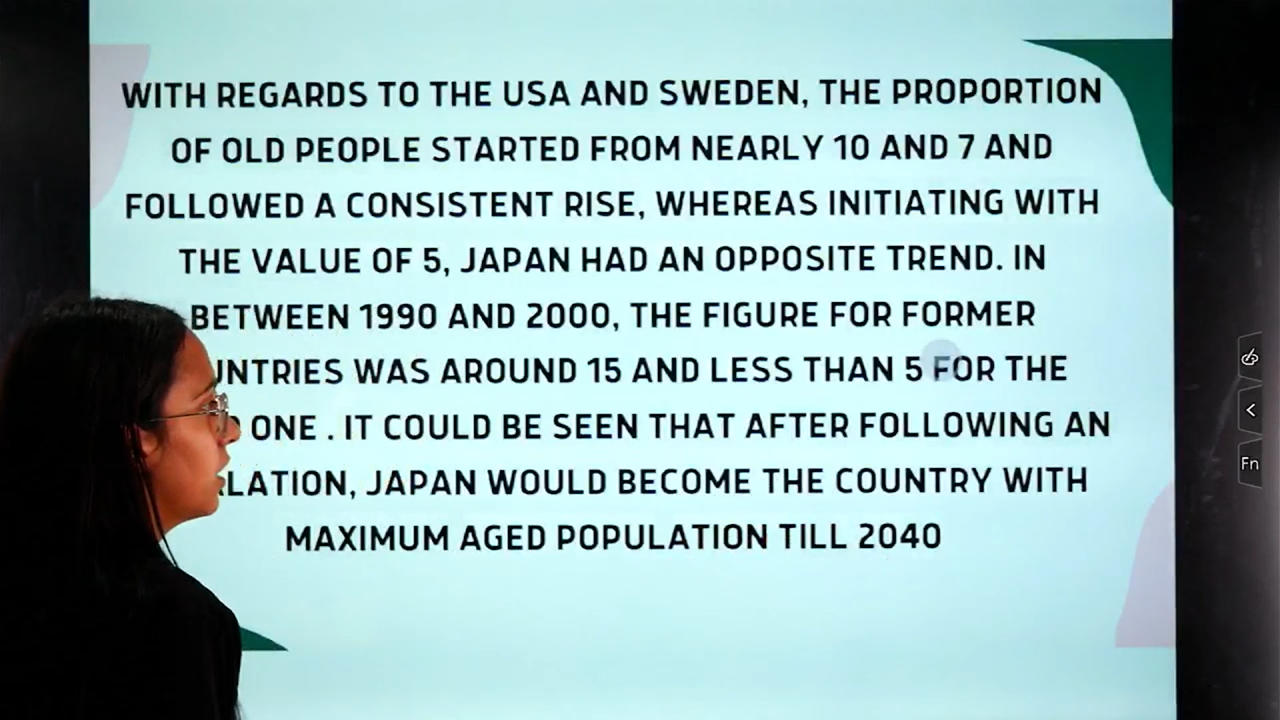 WITH REGARDS TO THE USA AND SWEDEN, THE PROPORTION
OF OLD PEOPLE STARTED FROM NEARLY 10 AND 7 AND
FOLLOWED A CONSISTENT RISE, WHEREAS INITIATING WITH
THE VALUE OF 5, JAPAN HAD AN OPPOSITE TREND. IN
BETWEEN 1990 AND 2000, THE FIGURE FOR FORMER
WAS AROUND 15 AND LESS THAN 5 FOR THE
ONE . IT COULD BE SEEN THAT AFTER FOLLOWING AN
JAPAN WOULD BECOME THE COUNTRY WITH
MAXIMUM AGED POPULATION TILL 2040
Fn